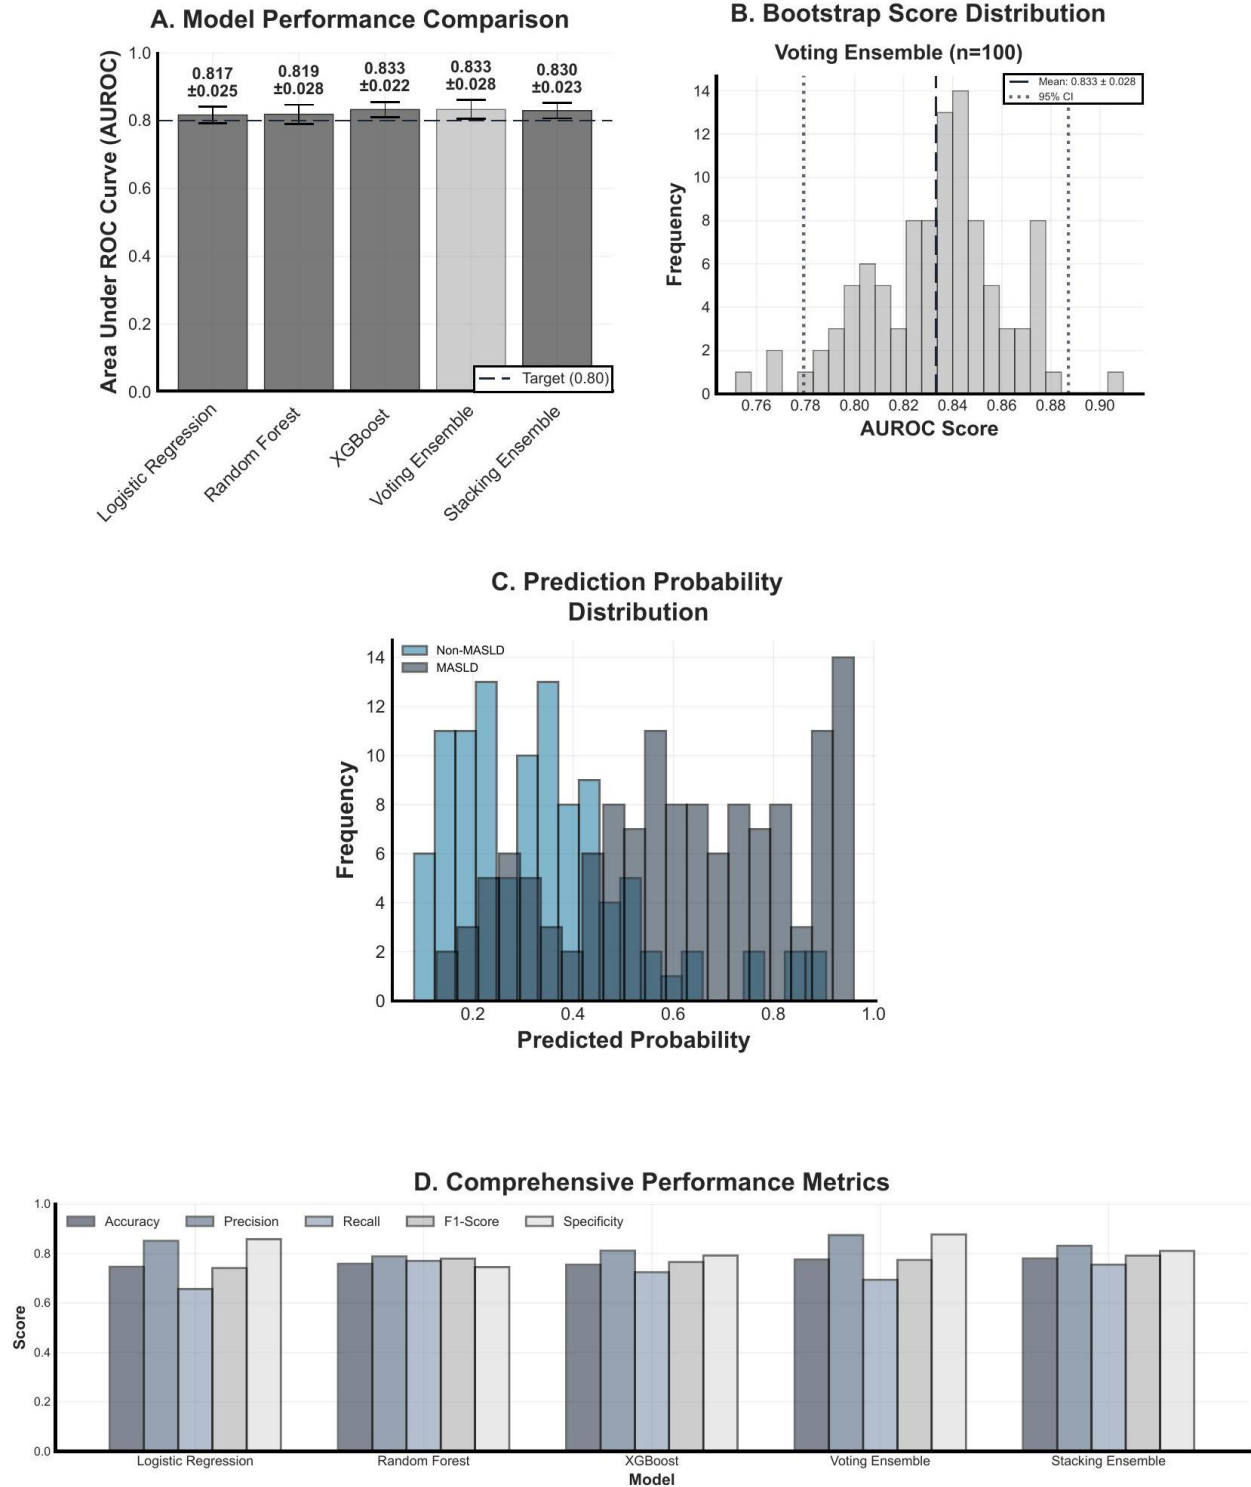 A. Model Performance Comparison
Area Under ROC Curve (AUROC)
1.0
0.8
0.6
0.4
0.2
0.0
0.817
±0.025
0.819
±0.028
0.833
±0.022
0.833
±0.028
0.830
±0.023
Target (0.80)
Logistic Regression
Random Forest
XGBoost
Voting Ensemble
Stacking Ensemble
B. Bootstrap Score Distribution
Voting Ensemble (n=100)
Mean: 0.833 ± 0.028
95% CI
Frequency
14
12
10
8
6
4
2
0
0.76 0.78 0.80 0.82 0.84 0.86 0.88 0.90
AUROC Score
C. Prediction Probability
Distribution
Non-MASLD
MASLD
Frequency
14
12
10
8
6
4
2
0
0.2 0.4 0.6 0.8 1.0
Predicted Probability
D. Comprehensive Performance Metrics
Accuracy Precision Recall F1-Score Specificity
Score
1.0
0.8
0.6
0.4
0.2
0.0
Logistic Regression Random Forest XGBoost Voting Ensemble Stacking Ensemble
Model